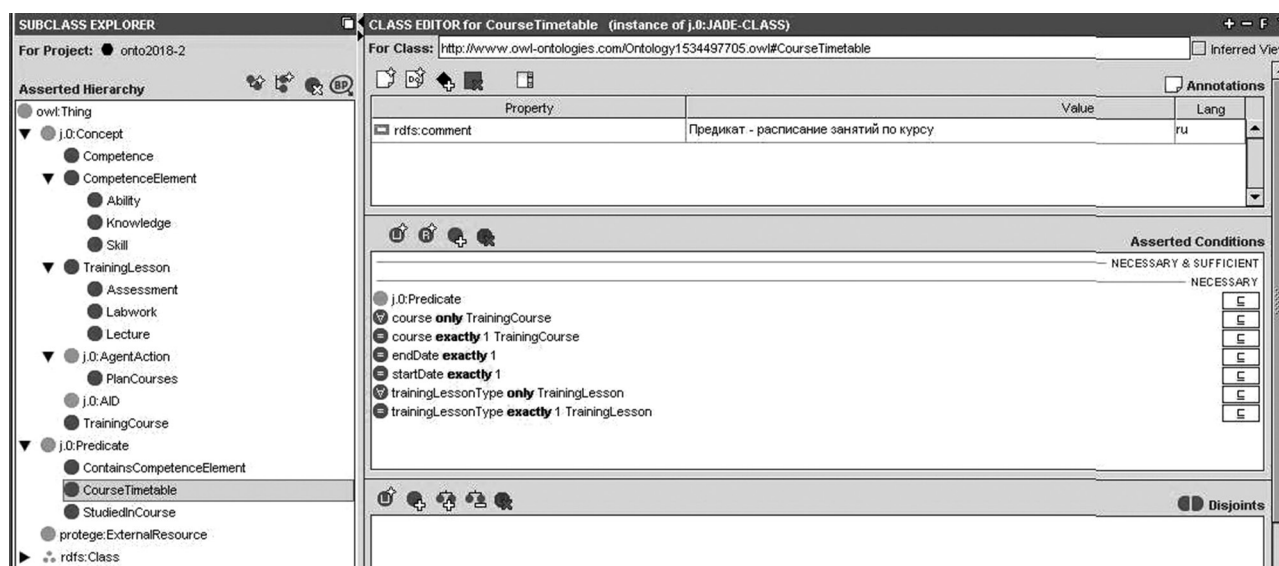 SUBCLASS EXPLORER
For Project: onto2018-2
Asserted Hierarchy
owl:Thing
j.0:Concept
Competence
CompetenceElement
Ability
Knowledge
Skill
TrainingLesson
Assessment
Labwork
Lecture
j.0:AgentAction
PlanCourses
j.0:AID
TrainingCourse
j.0:Predicate
ContainsCompetenceElement
CourseTimetable
StudiedInCourse
protege:ExternalResource
rdfs:Class
CLASS EDITOR for CourseTimetable (instance of j.0:JADE-CLASS) + − F
For Class: http://www.owl-ontologies.com/Ontology1534497705.owl#CourseTimetable Inferred Vie
Annotations
Property Value Lang
rdfs:comment Предикат - расписание занятий по курсу ru
Asserted Conditions
NECESSARY & SUFFICIENT
NECESSARY
j.0:Predicate ⊑
∀ course only TrainingCourse ⊑
= course exactly 1 TrainingCourse ⊑
= endDate exactly 1 ⊑
= startDate exactly 1 ⊑
∀ trainingLessonType only TrainingLesson ⊑
= trainingLessonType exactly 1 TrainingLesson ⊑
Disjoints